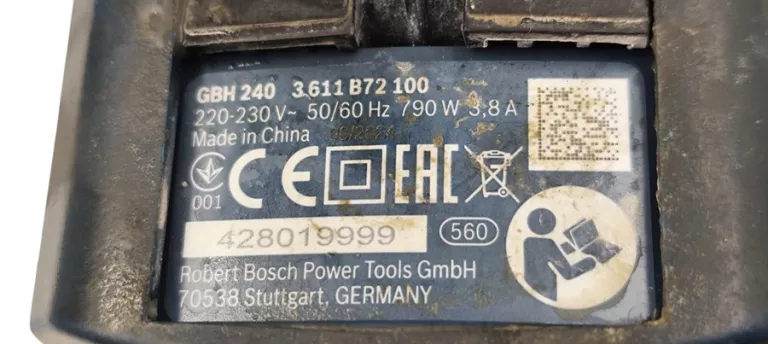 GBH 240 3 611 B72 100
220-230 V~ 50/60 Hz 790 W 3,8 A
Made in China
001
CE EAC
428019999 560
Robert Bosch Power Tools GmbH
70538 Stuttgart, GERMANY